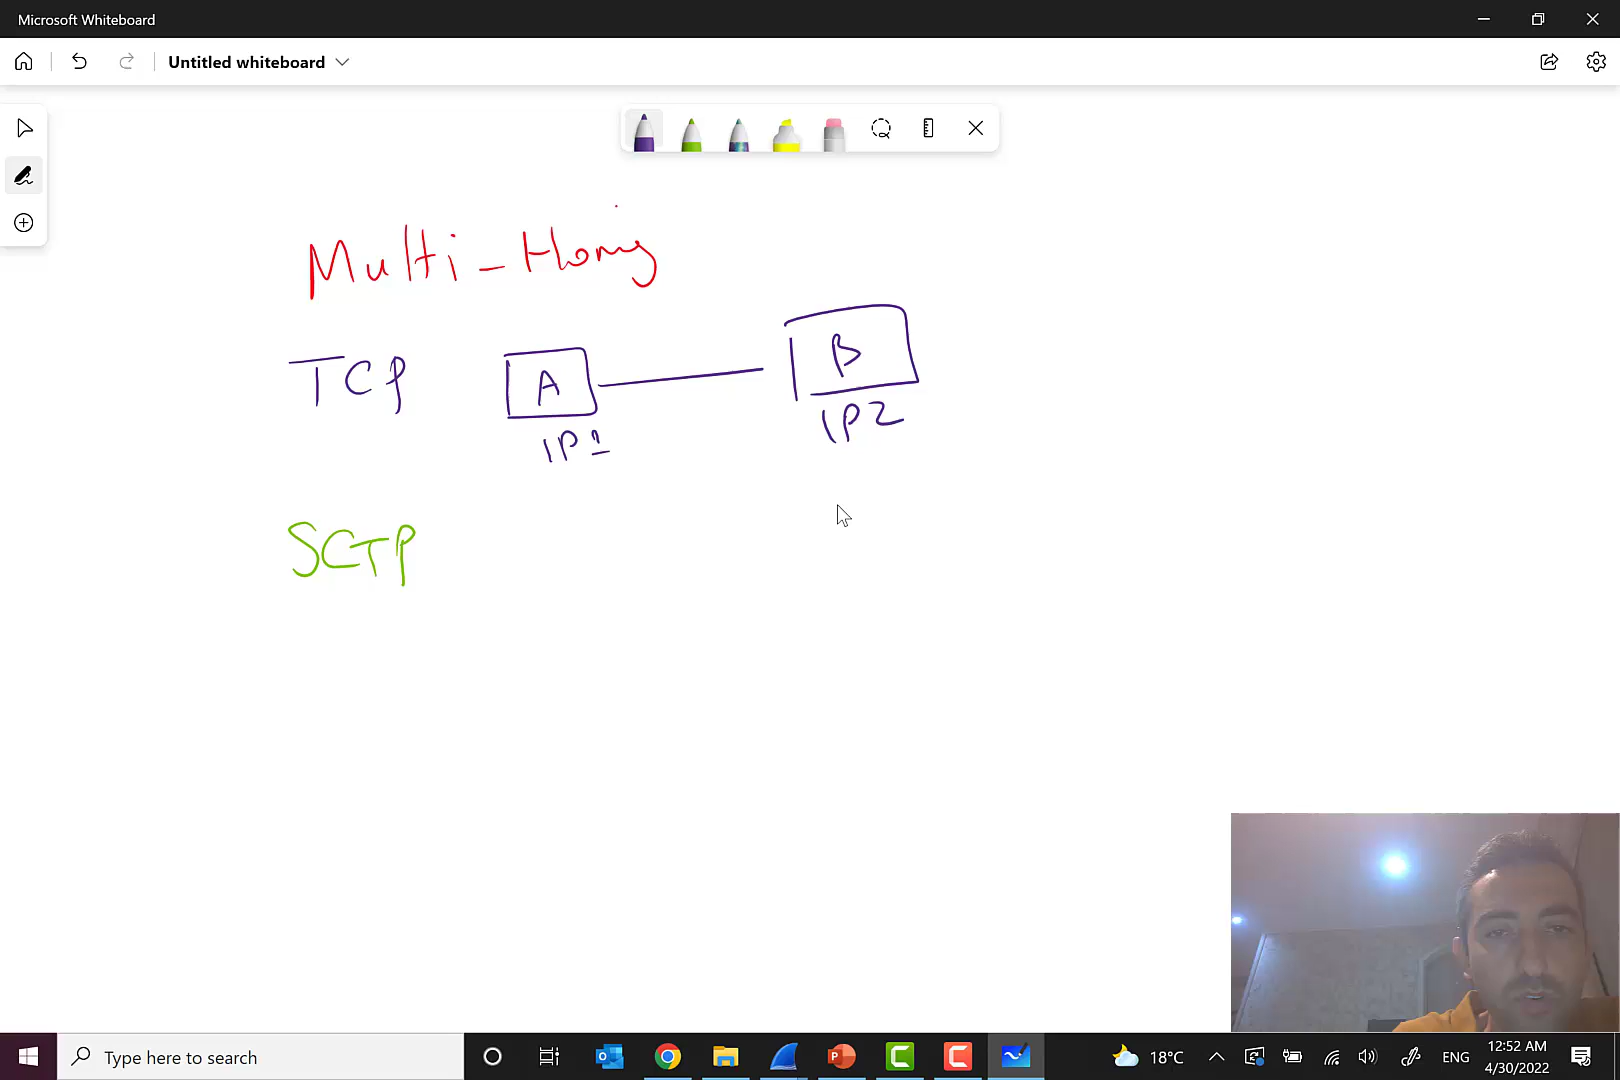 Microsoft Whiteboard
Untitled whiteboard
Multi-Homig
TCP
A
B
IP1
IP2
SCTP
Type here to search
18°C
ENG
12:52 AM
4/30/2022